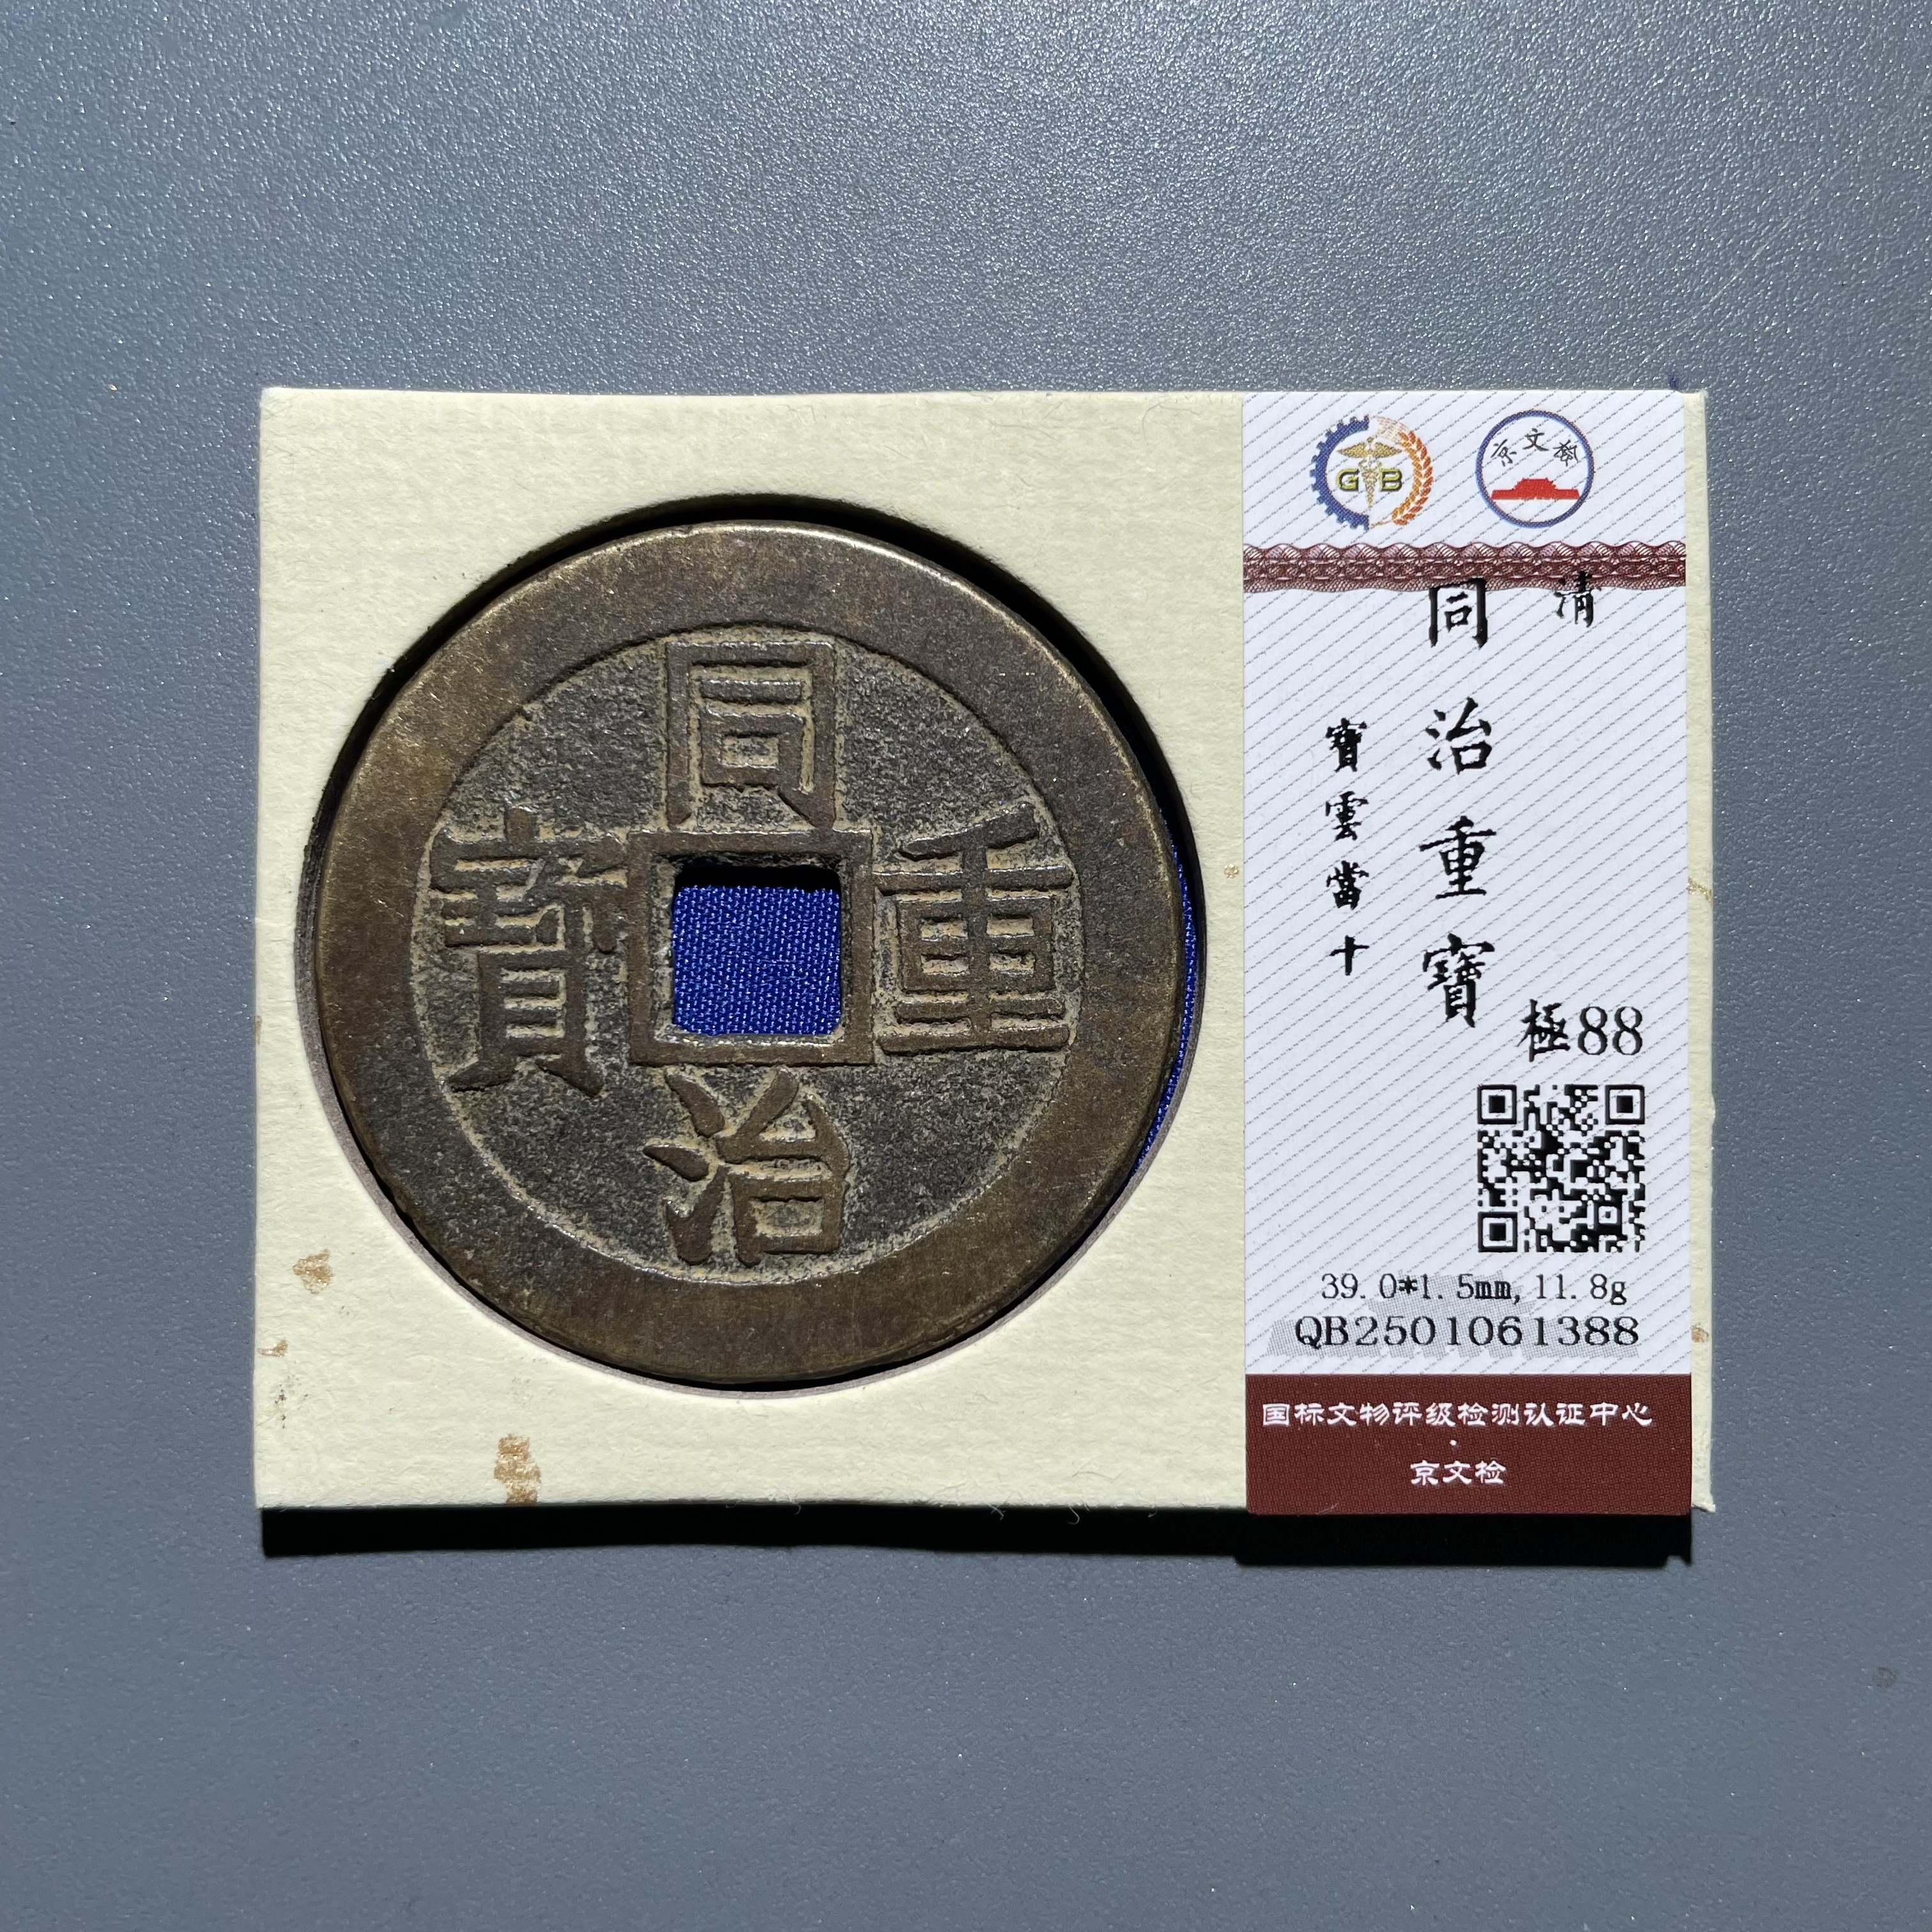 同治重寶
GB
京文檢
清
同治重寶
寶雲當十
極88
39.0*1.5mm, 11.8g
QB2501061388
国标文物评级检测认证中心
·
京文检